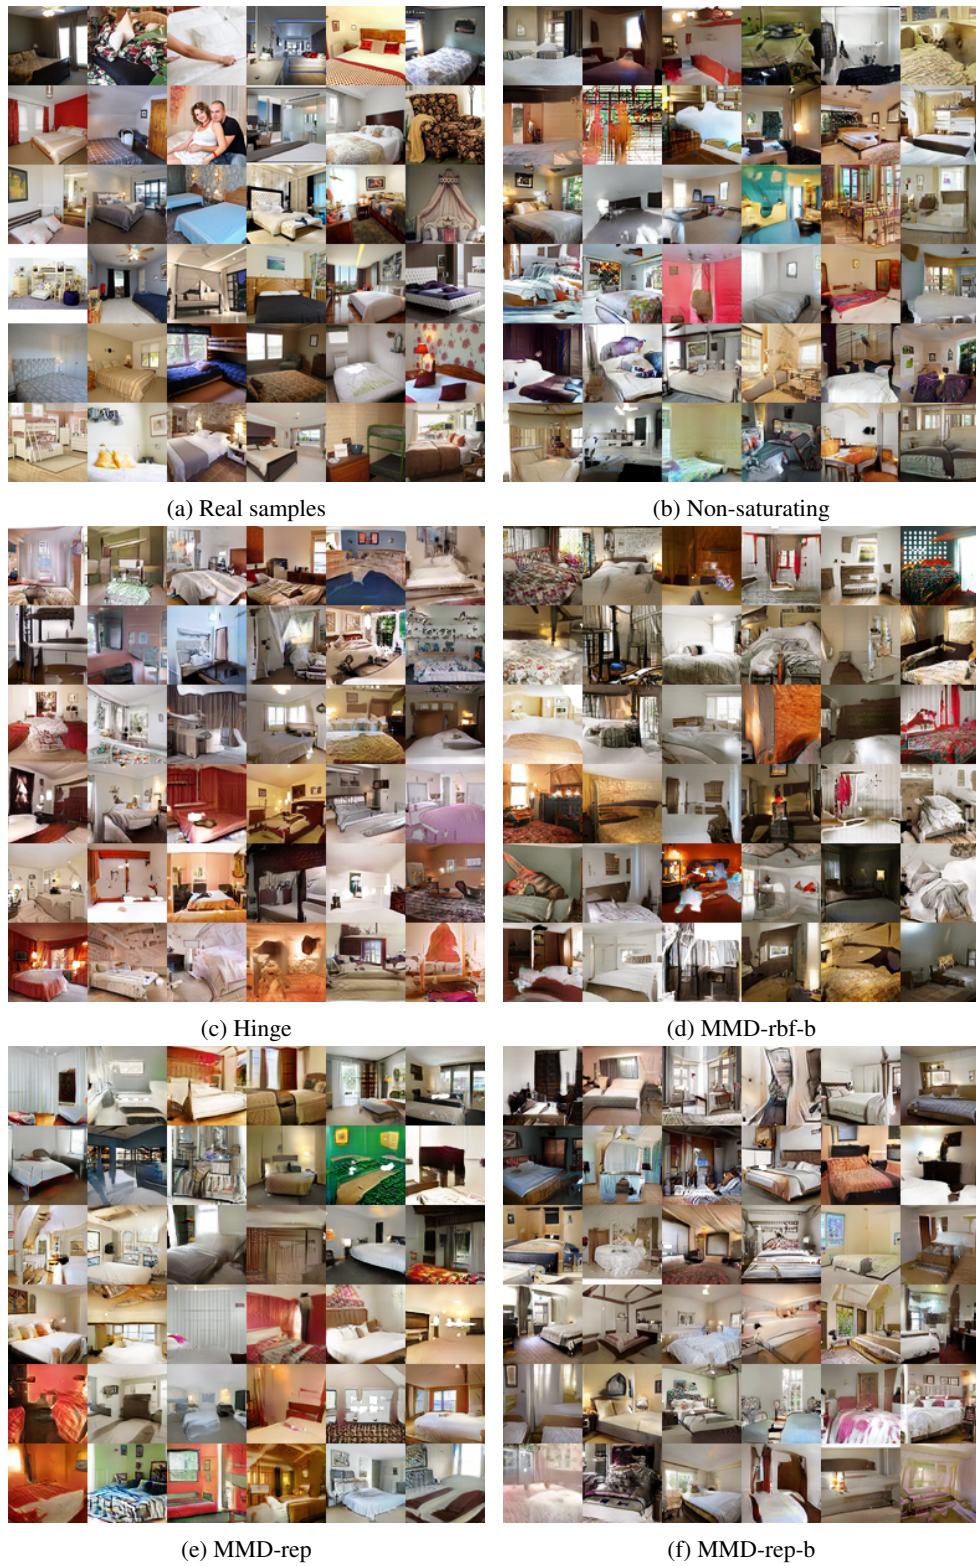 (a) Real samples
(b) Non-saturating
(c) Hinge
(d) MMD-rbf-b
(e) MMD-rep
(f) MMD-rep-b